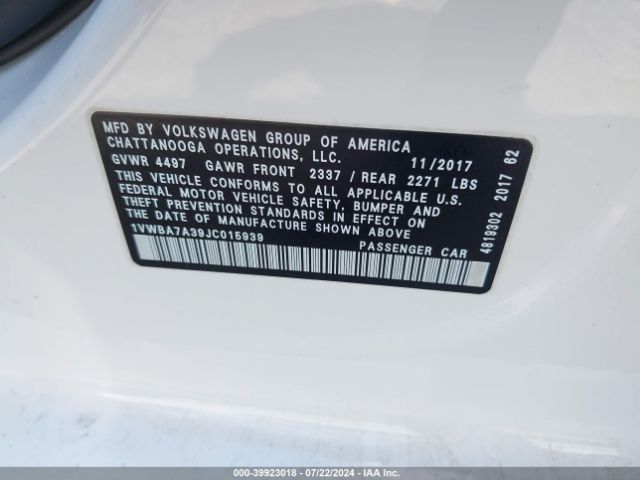 MFD BY VOLKSWAGEN GROUP OF AMERICA
CHATTANOOGA OPERATIONS, LLC. 11/2017
GVWR 4497 GAWR FRONT 2337 / REAR 2271 LBS
THIS VEHICLE CONFORMS TO ALL APPLICABLE U.S.
FEDERAL MOTOR VEHICLE SAFETY, BUMPER AND
THEFT PREVENTION STANDARDS IN EFFECT ON
THE DATE OF MANUFACTURE SHOWN ABOVE
1VWBA7A39JC015939 PASSENGER CAR
4819302 2017 62
000-39923018 - 07/22/2024 - IAA Inc.